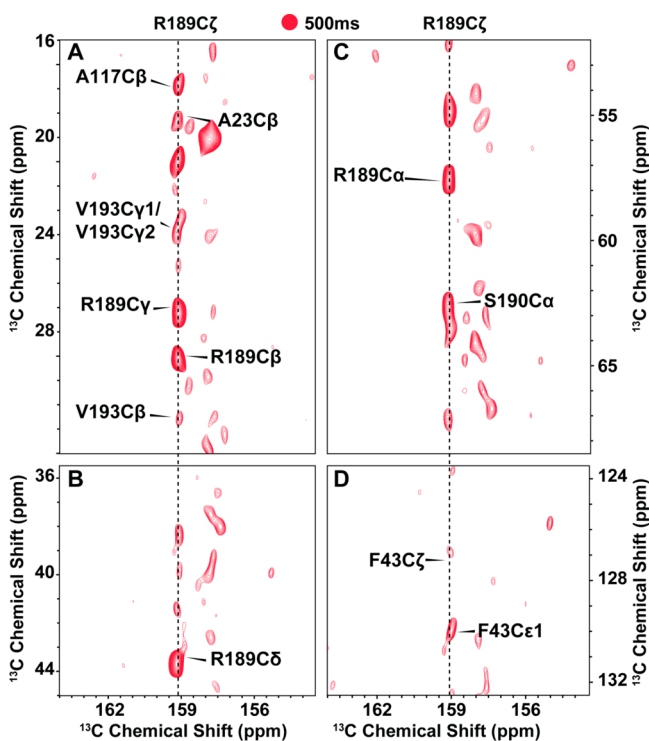 R189Cζ
500ms
R189Cζ
A
C
16
20
24
28
¹³C Chemical Shift (ppm)
A117Cβ
A23Cβ
V193Cγ1/
V193Cγ2
R189Cγ
R189Cβ
V193Cβ
R189Cα
S190Cα
55
60
65
¹³C Chemical Shift (ppm)
B
D
36
40
44
¹³C Chemical Shift (ppm)
R189Cδ
F43Cζ
F43Cε1
124
128
132
¹³C Chemical Shift (ppm)
162
159
156
162
159
156
¹³C Chemical Shift (ppm)
¹³C Chemical Shift (ppm)